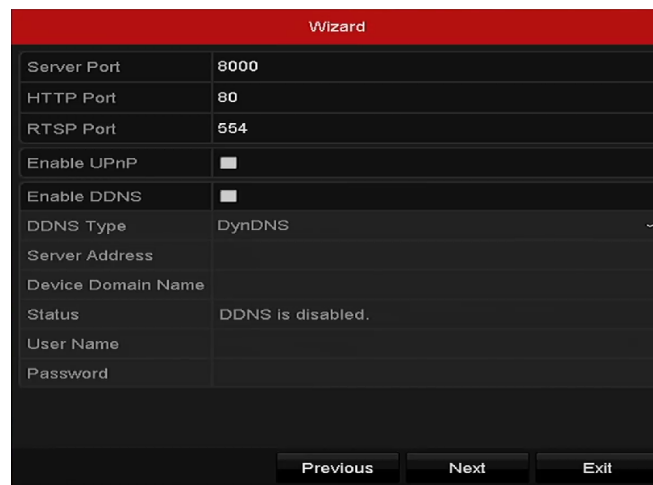 Wizard
Server Port 8000
HTTP Port 80
RTSP Port 554
Enable UPnP
Enable DDNS
DDNS Type DynDNS
Server Address
Device Domain Name
Status DDNS is disabled.
User Name
Password
Previous Next Exit